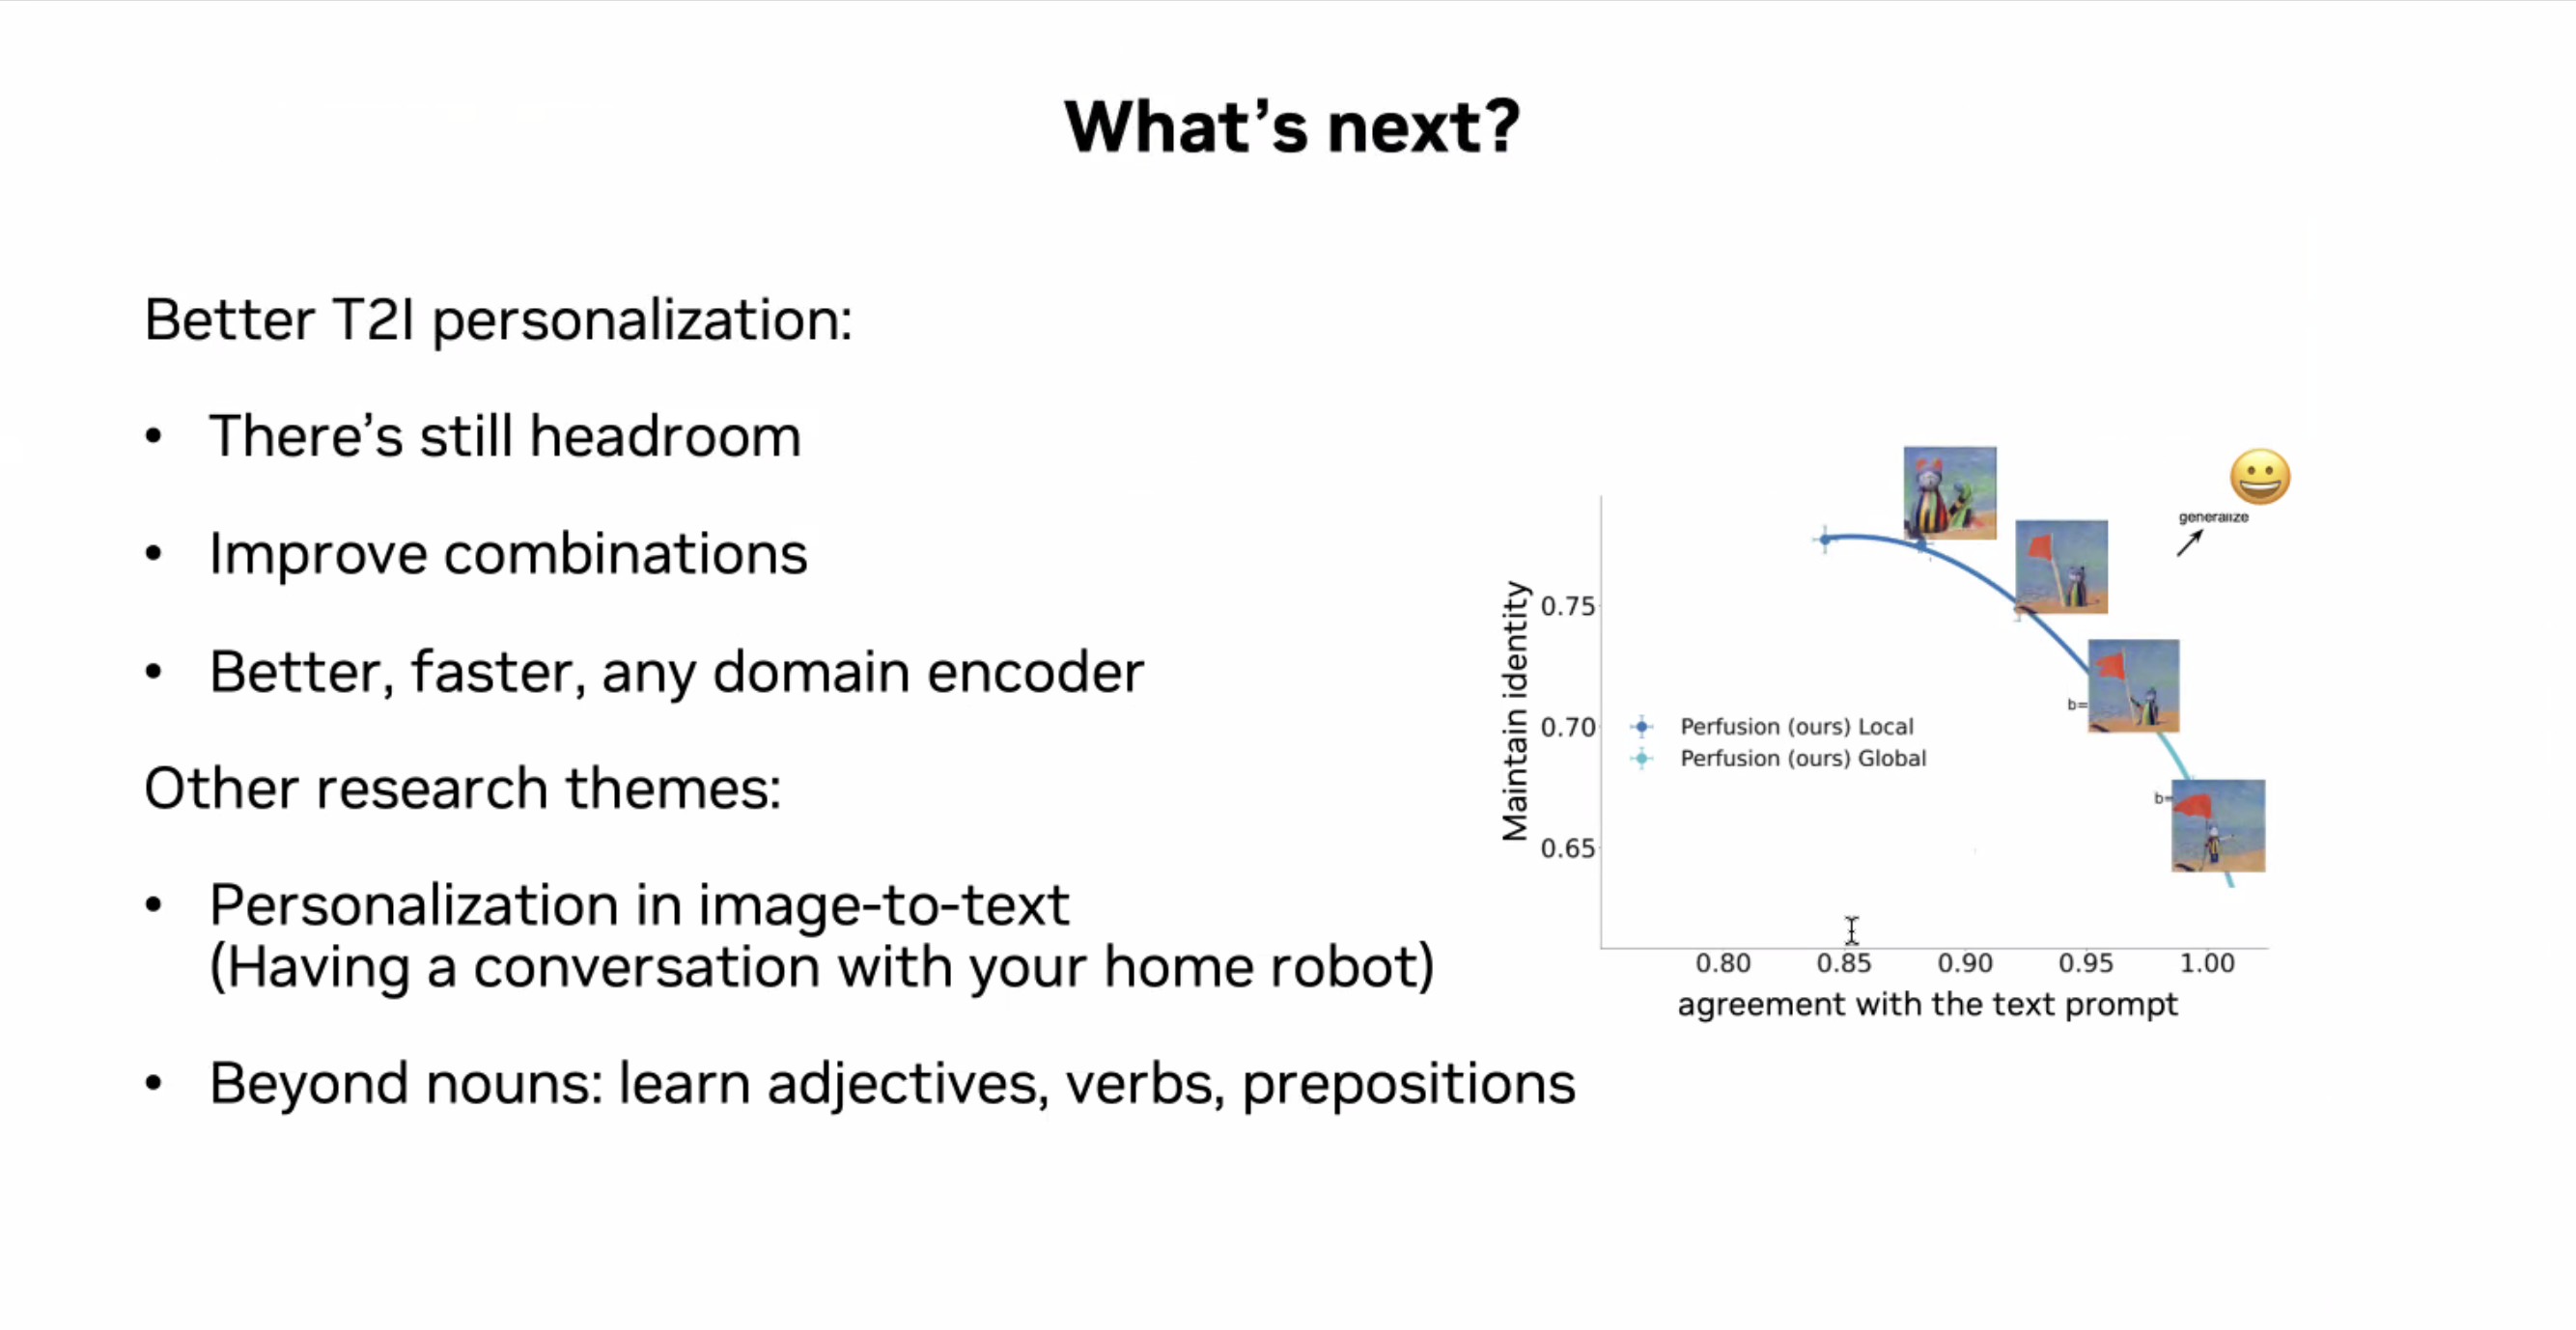 What’s next?
Better T2I personalization:
• There’s still headroom
• Improve combinations
• Better, faster, any domain encoder
Other research themes:
• Personalization in image-to-text
(Having a conversation with your home robot)
• Beyond nouns: learn adjectives, verbs, prepositions
generalize
Maintain identity
0.75
0.70
0.65
b=
b=
Perfusion (ours) Local
Perfusion (ours) Global
0.80 0.85 0.90 0.95 1.00
agreement with the text prompt